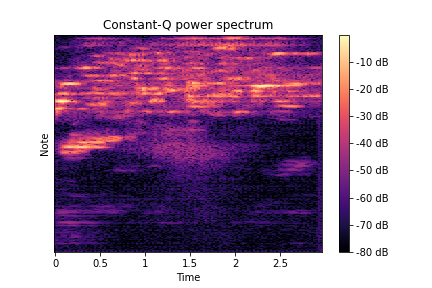 Constant-Q power spectrum
Note
0
0.5
1
1.5
2
2.5
Time
-10 dB
-20 dB
-30 dB
-40 dB
-50 dB
-60 dB
-70 dB
-80 dB